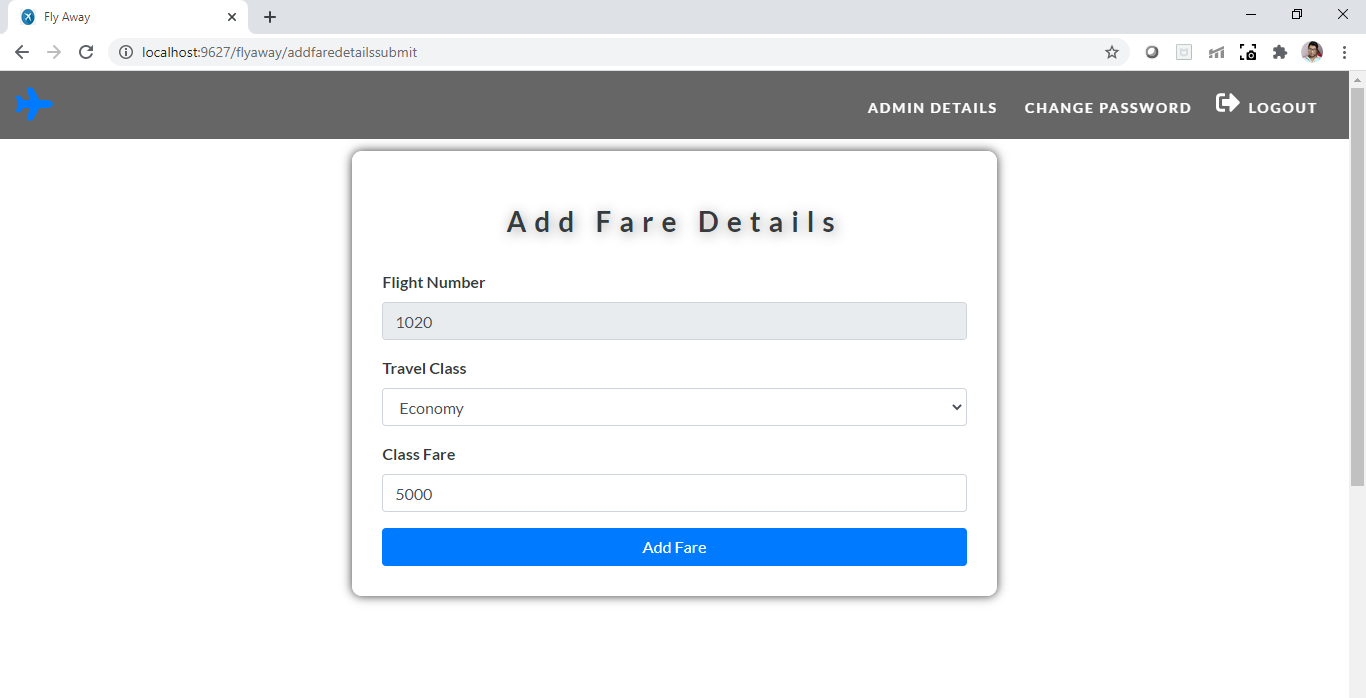 Fly Away
localhost:9627/flyaway/addfaredetailssubmit
ADMIN DETAILS CHANGE PASSWORD LOGOUT
Add Fare Details
Flight Number
1020
Travel Class
Economy
Class Fare
5000
Add Fare